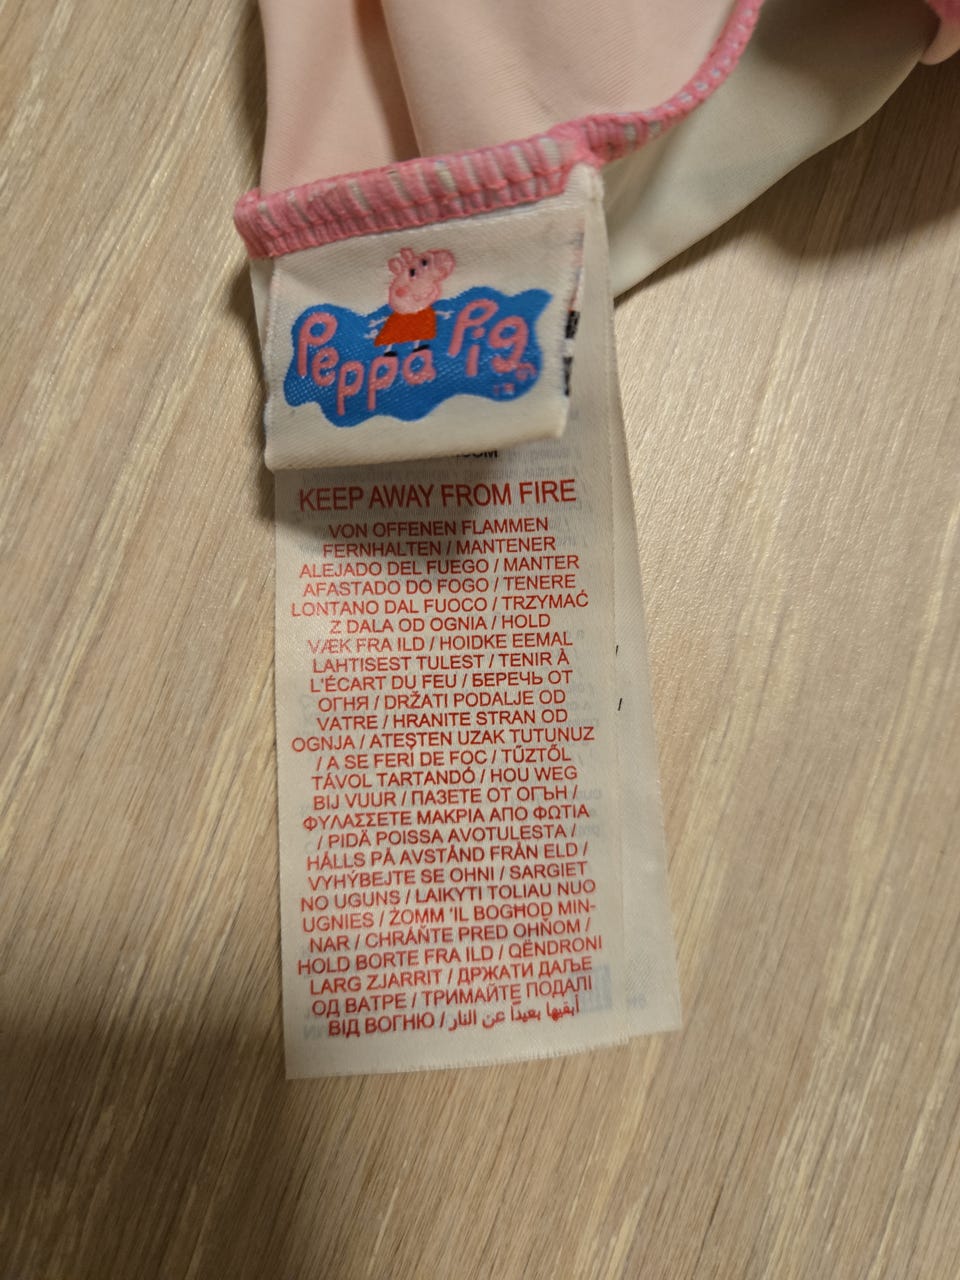 Peppa Pig
KEEP AWAY FROM FIRE
VON OFFENEN FLAMMEN
FERNHALTEN / MANTENER
ALEJADO DEL FUEGO / MANTER
AFASTADO DO FOGO / TENERE
LONTANO DAL FUOCO / TRZYMAĆ
Z DALA OD OGNIA / HOLD
VÆK FRA ILD / HOIDKE EEMAL
LAHTISEST TULEST / TENIR À
L'ÉCART DU FEU / БЕРЕЧЬ ОТ
ОГНЯ / DRŽATI PODALJE OD
VATRE / HRANITE STRAN OD
OGNJA / ATEŞTEN UZAK TUTUNUZ
/ A SE FERÍ DE FOC / TŰZTŐL
TÁVOL TARTANDÓ / HOU WEG
BIJ VUUR / ПАЗЕТЕ ОТ ОГЪН /
ΦΥΛΑΣΣΕΤΕ ΜΑΚΡΙΑ ΑΠΟ ΦΩΤΙΑ
/ PIDÄ POISSA AVOTULESTA /
HÅLLS PÅ AVSTÅND FRÅN ELD /
VYHÝBEJTE SE OHNI / SARGIET
NO UGUNS / LAIKYTI TOLIAU NUO
UGNIES / ŻOMM 'IL BOGĦOD MIN-
NAR / CHRÁŇTE PRED OHŇOM /
HOLD BORTE FRA ILD / QËNDRONI
LARG ZJARRIT / ДРЖАТИ ДАЉЕ
ОД ВАТРЕ / ТРИМАЙТЕ ПОДАЛІ
ВІД ВОГНЮ / أبقيها بعيدًا عن النار